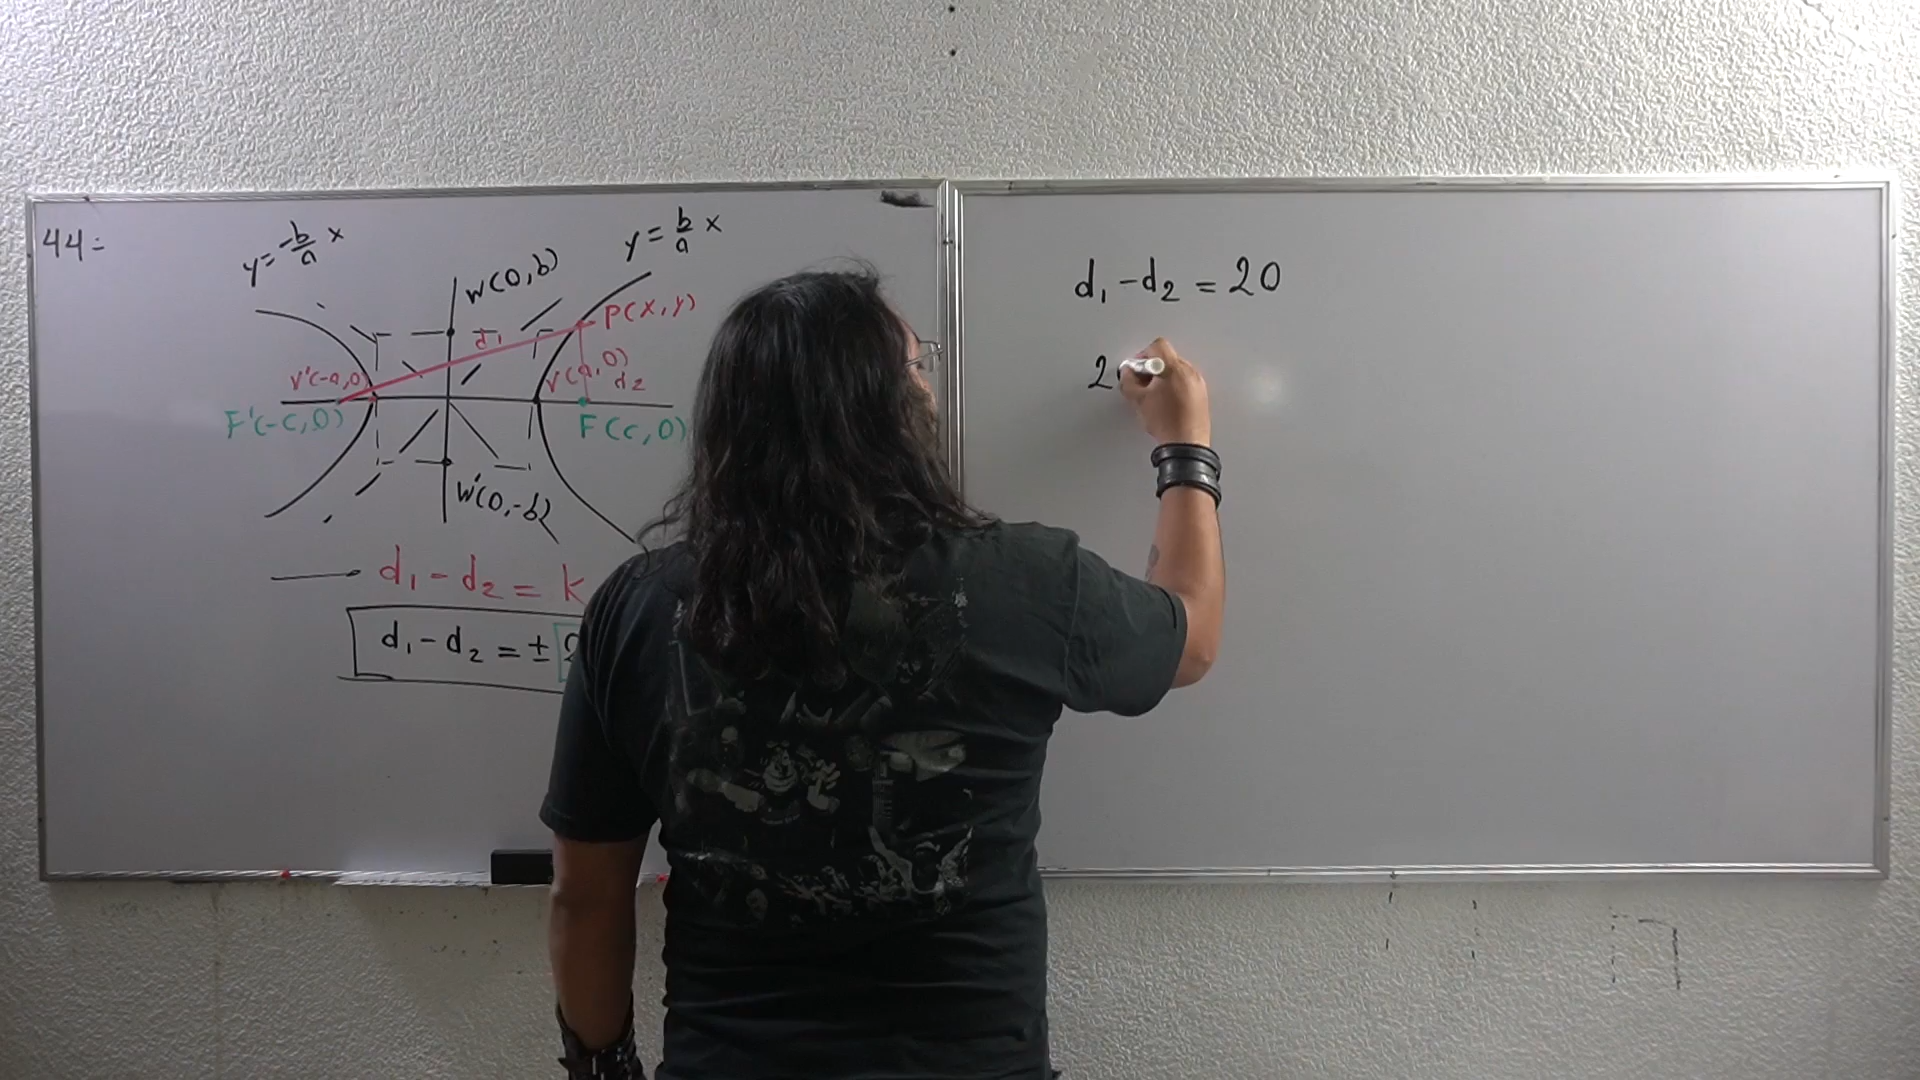 44=
y = -b/a x
y = b/a x
W(0,b)
P(x,y)
d₁
V'(-a,0)
V(a,0)
d₂
F'(-c,0)
F(c,0)
W'(0,-b)
d₁ - d₂ = k
d₁ - d₂ = ± 2
d₁ - d₂ = 20
2